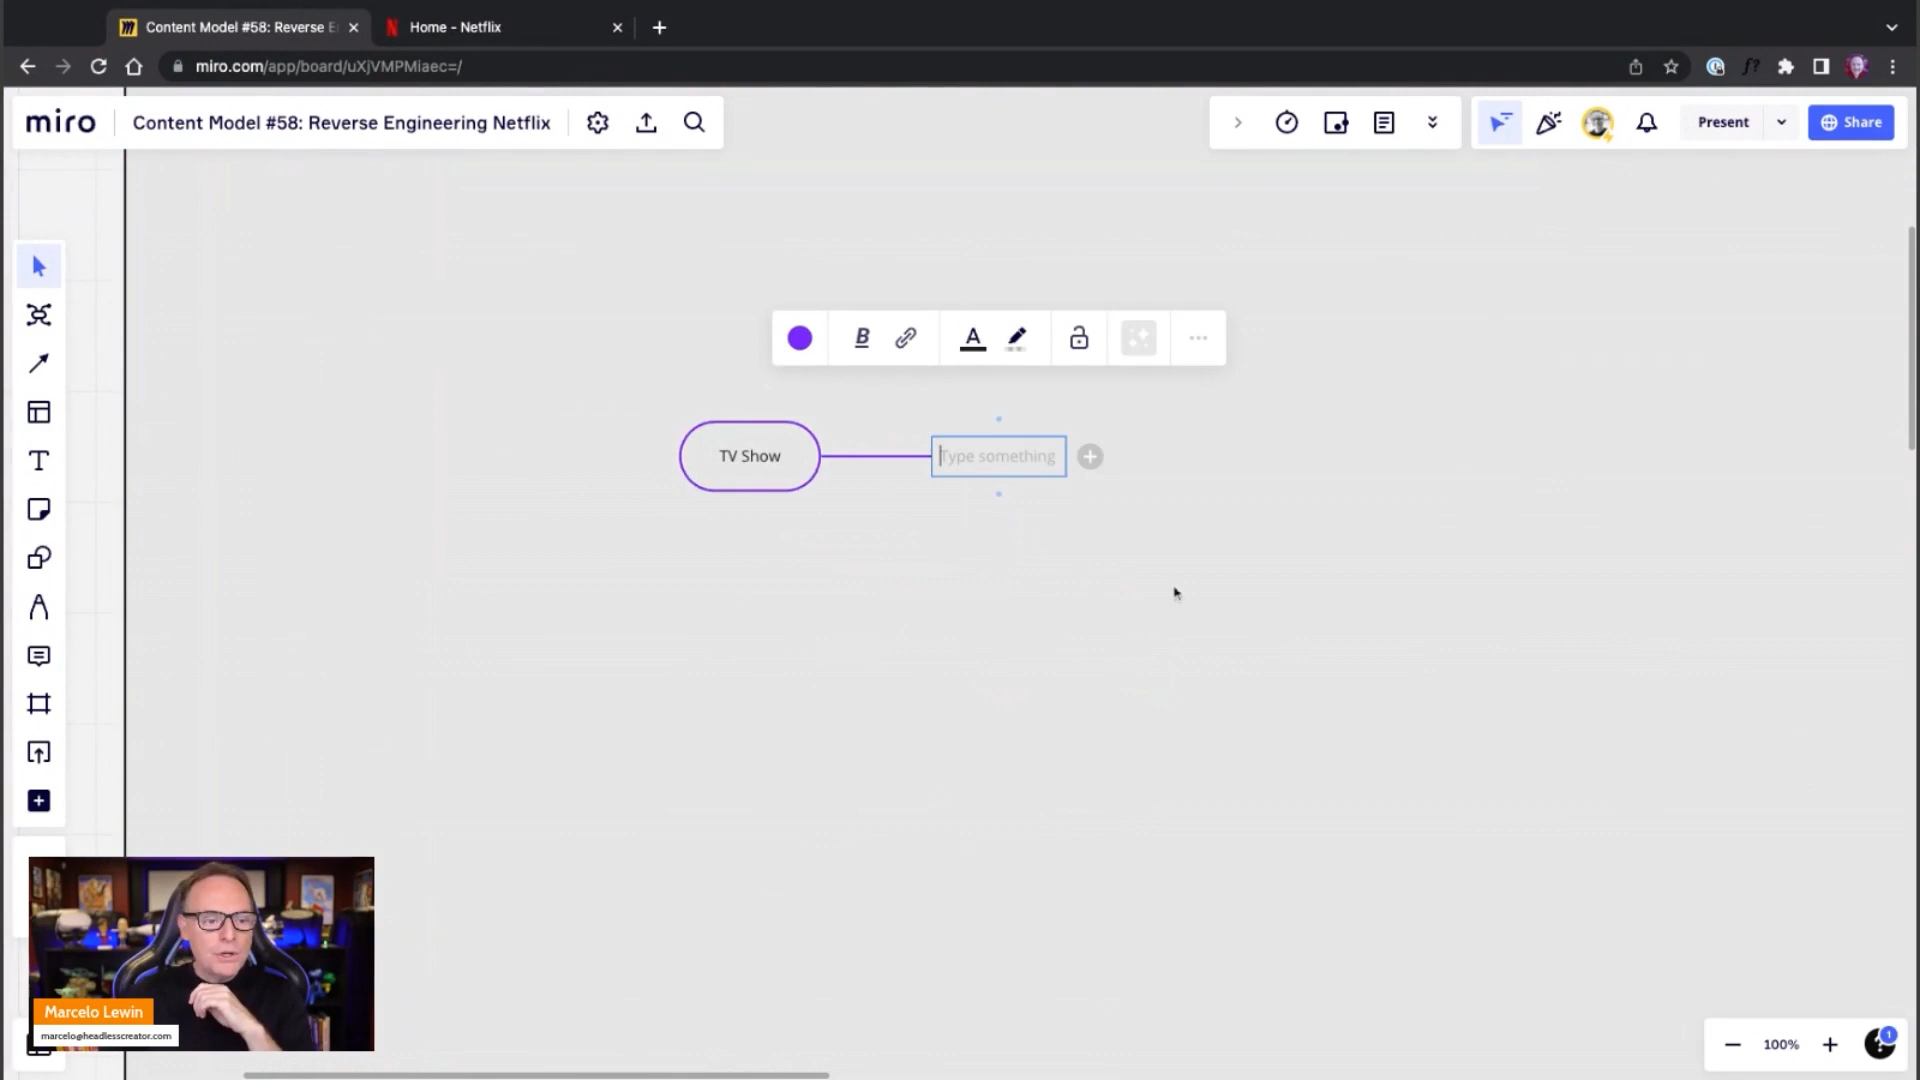 Content Model #58: Reverse E
Home - Netflix
miro.com/app/board/uXjVMPMiaec=/
f?
miro
Content Model #58: Reverse Engineering Netflix
Present
Share
B
A
TV Show
Type something
T
Marcelo Lewin
marcelo@headlesscreator.com
100%
?
1